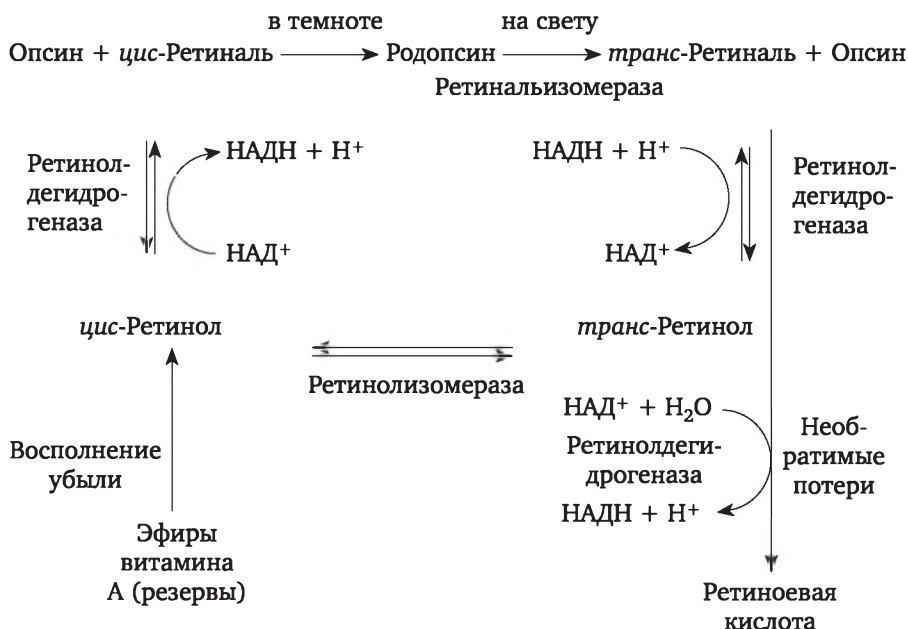 в темноте на свету
Опсин + цис-Ретиналь Родопсин транс-Ретиналь + Опсин
Ретинальизомераза
Ретинол-
дегидро-
геназа
НАДН + H⁺
НАД⁺
НАДН + H⁺
НАД⁺
Ретинол-
дегидро-
геназа
цис-Ретинол
транс-Ретинол
Ретинолизомераза
Восполнение
убыли
НАД⁺ + H₂O
Ретинолдеги-
дрогеназа
НАДН + H⁺
Необ-
ратимые
потери
Эфиры
витамина
А (резервы)
Ретиноевая
кислота